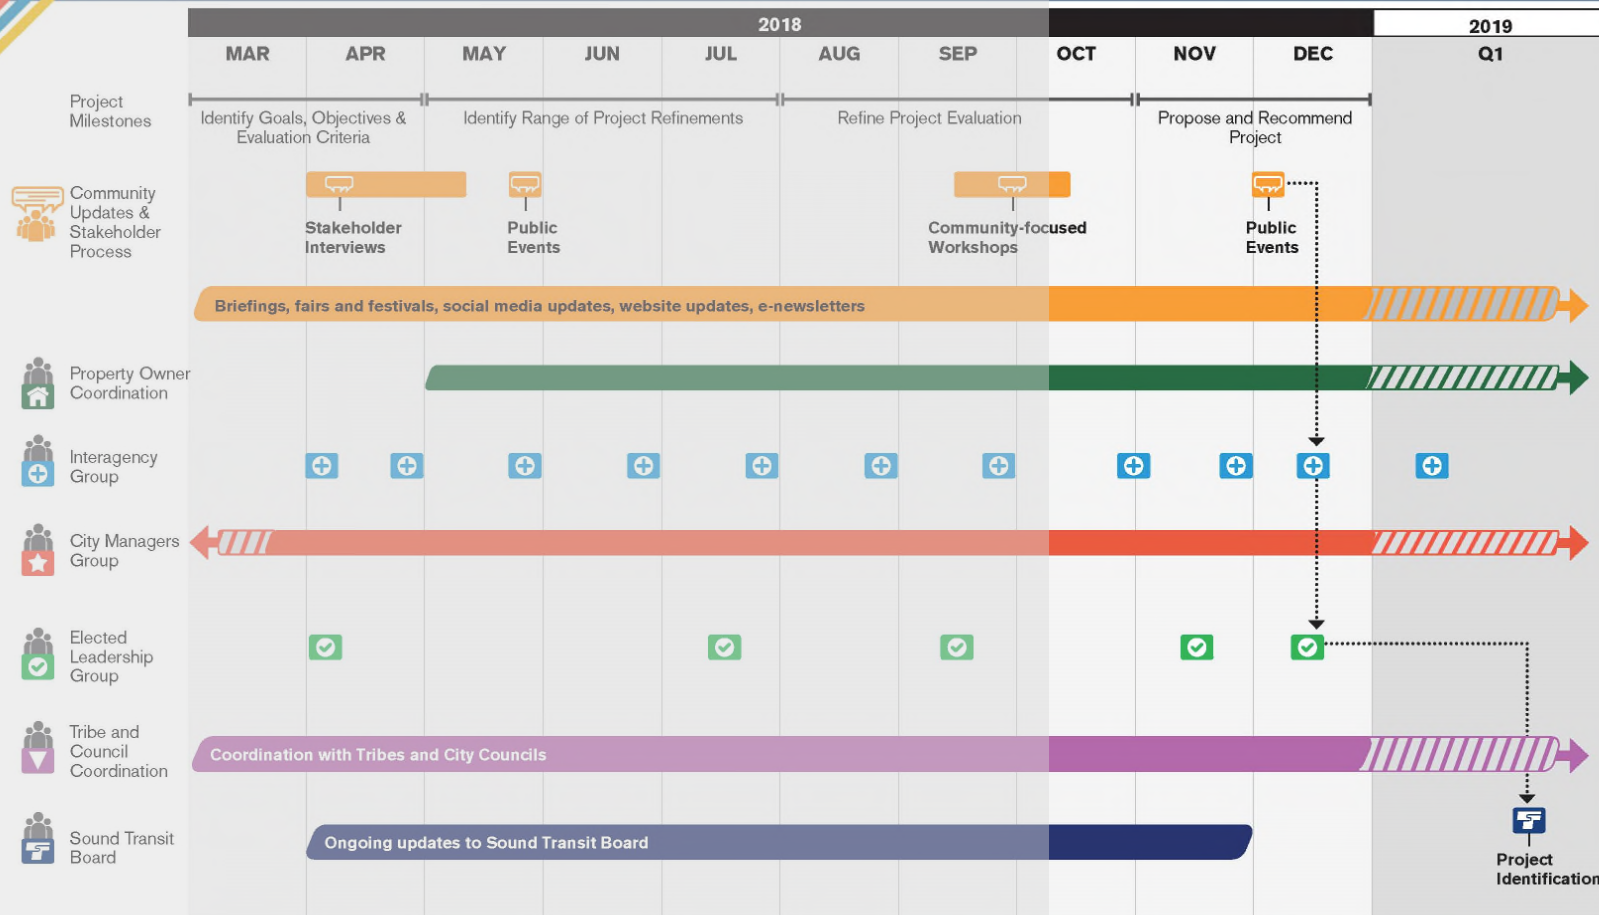 2018
2019
MAR
APR
MAY
JUN
JUL
AUG
SEP
OCT
NOV
DEC
Q1
Project
Milestones
Identify Goals, Objectives &
Evaluation Criteria
Identify Range of Project Refinements
Refine Project Evaluation
Propose and Recommend
Project
Community
Updates &
Stakeholder
Process
Stakeholder
Interviews
Public
Events
Community-focused
Workshops
Public
Events
Briefings, fairs and festivals, social media updates, website updates, e-newsletters
Property Owner
Coordination
Interagency
Group
City Managers
Group
Elected
Leadership
Group
Tribe and
Council
Coordination
Coordination with Tribes and City Councils
Sound Transit
Board
Ongoing updates to Sound Transit Board
Project
Identification